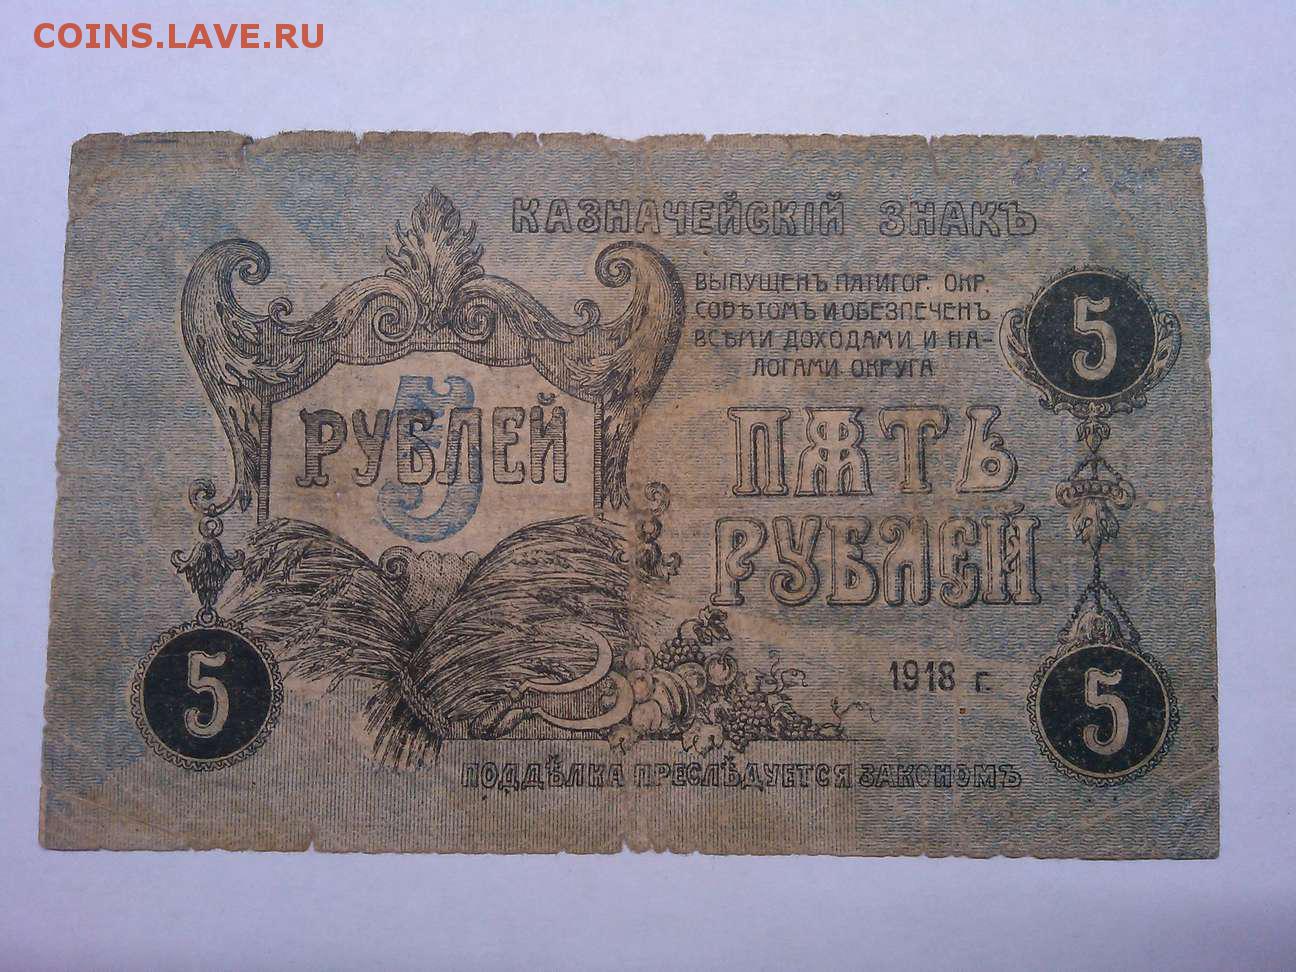 COINS.LAVE.RU
КАЗНАЧЕЙСКІЙ ЗНАКЪ
ВЫПУЩЕНЪ ПЯТИГОР. ОКР.
СОВѢТОМЪ И ОБЕЗПЕЧЕНЪ
ВСѢМИ ДОХОДАМИ И НА-
ЛОГАМИ ОКРУГА
5
5
РУБЛЕЙ
ПЯТЬ
РУБЛЕЙ
1918 г.
5
5
ПОДДѢЛКА ПРЕСЛѢДУЕТСЯ ЗАКОНОМЪ